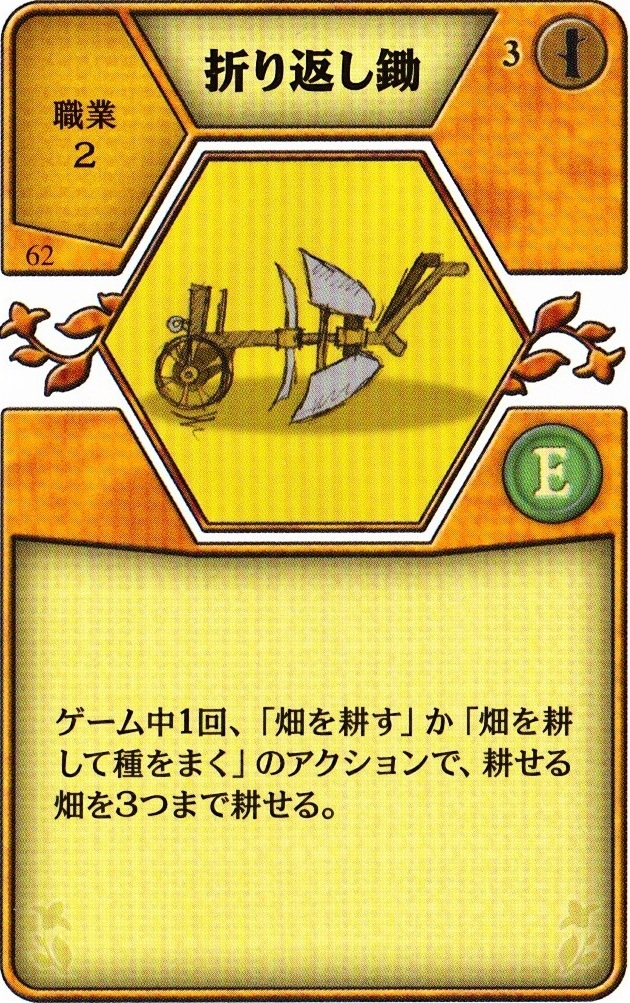 折り返し鋤
3
職業
2
62
E
ゲーム中1回、「畑を耕す」か「畑を耕
して種をまく」のアクションで、耕せる
畑を3つまで耕せる。